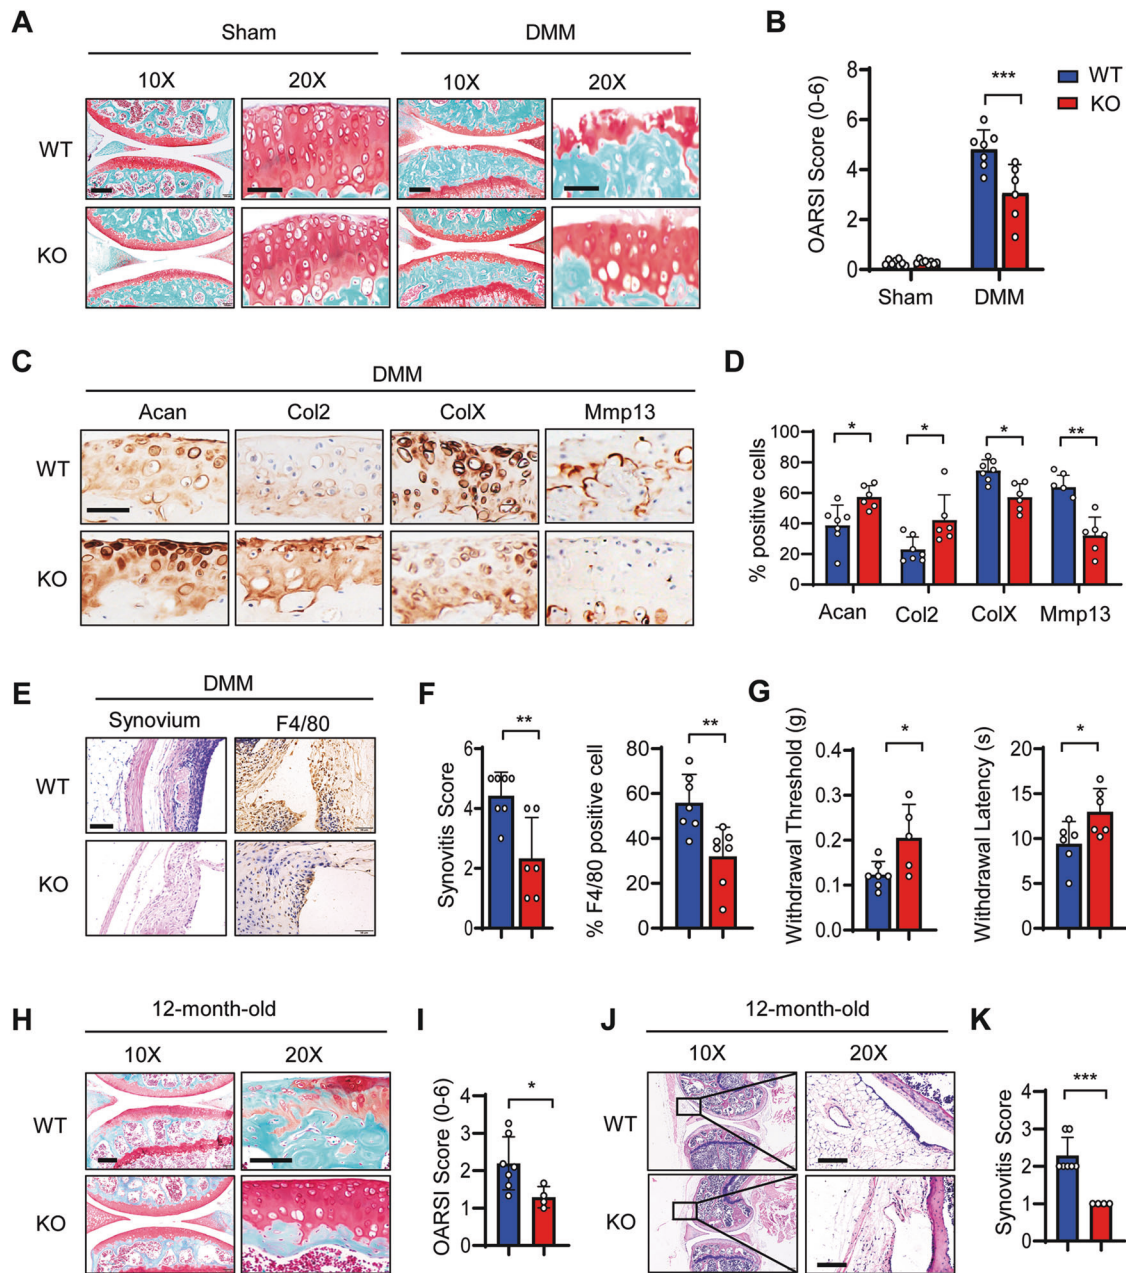 A
Sham
DMM
10X
20X
10X
20X
WT
KO
B
OARSI Score (0-6)
8
6
4
2
0
***
WT
KO
Sham
DMM
C
DMM
Acan
Col2
ColX
Mmp13
WT
KO
D
% positive cells
100
80
60
40
20
0
*
*
*
**
Acan
Col2
ColX
Mmp13
E
DMM
Synovium
F4/80
WT
KO
F
Synovitis Score
6
4
2
0
**
% F4/80 positive cell
80
60
40
20
0
**
G
Withdrawal Threshold (g)
0.4
0.3
0.2
0.1
0.0
*
Withdrawal Latency (s)
20
15
10
5
0
*
H
12-month-old
10X
20X
WT
KO
I
OARSI Score (0-6)
4
3
2
1
0
*
J
12-month-old
10X
20X
WT
KO
K
Synovitis Score
4
3
2
1
0
***